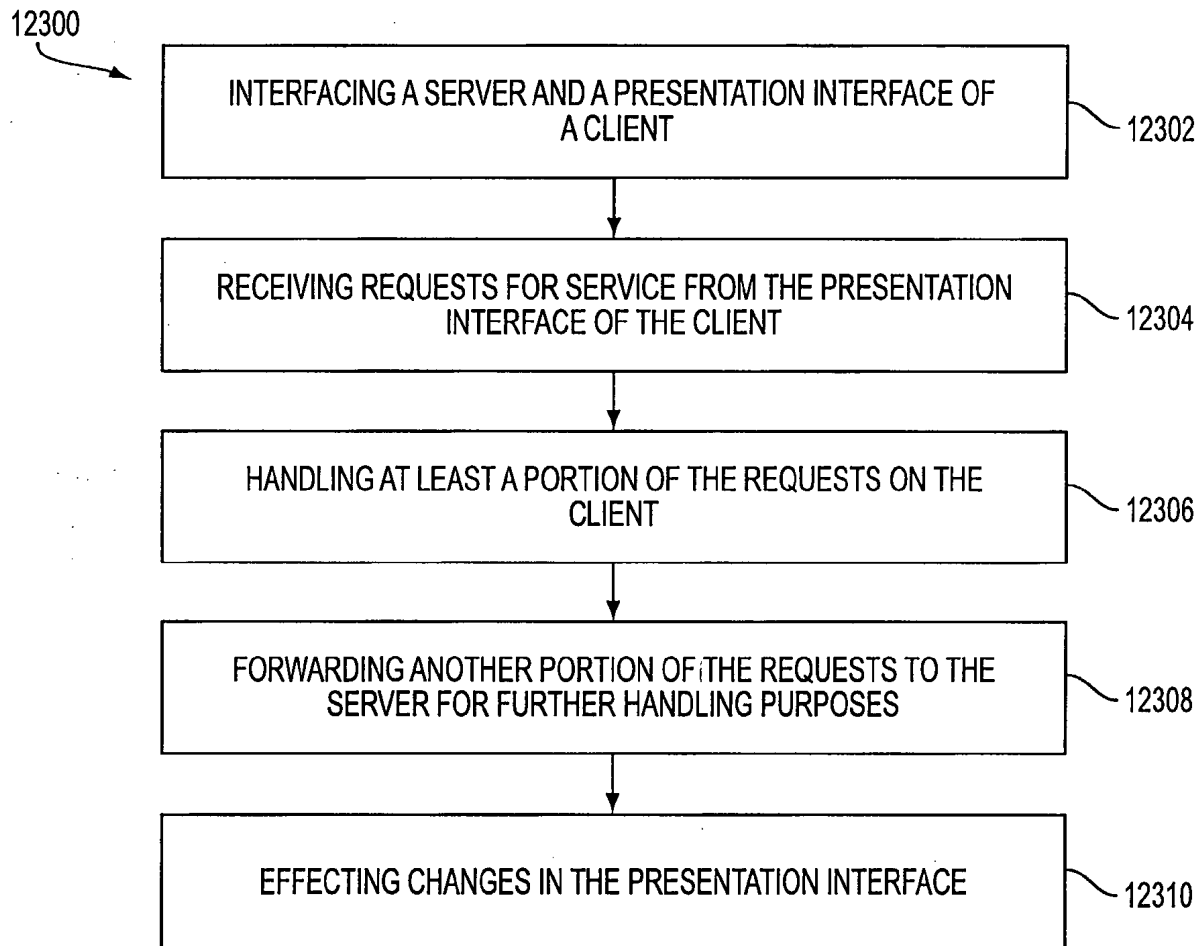 12300
INTERFACING A SERVER AND A PRESENTATION INTERFACE OF
A CLIENT
12302
RECEIVING REQUESTS FOR SERVICE FROM THE PRESENTATION
INTERFACE OF THE CLIENT
12304
HANDLING AT LEAST A PORTION OF THE REQUESTS ON THE
CLIENT
12306
FORWARDING ANOTHER PORTION OF THE REQUESTS TO THE
SERVER FOR FURTHER HANDLING PURPOSES
12308
EFFECTING CHANGES IN THE PRESENTATION INTERFACE
12310